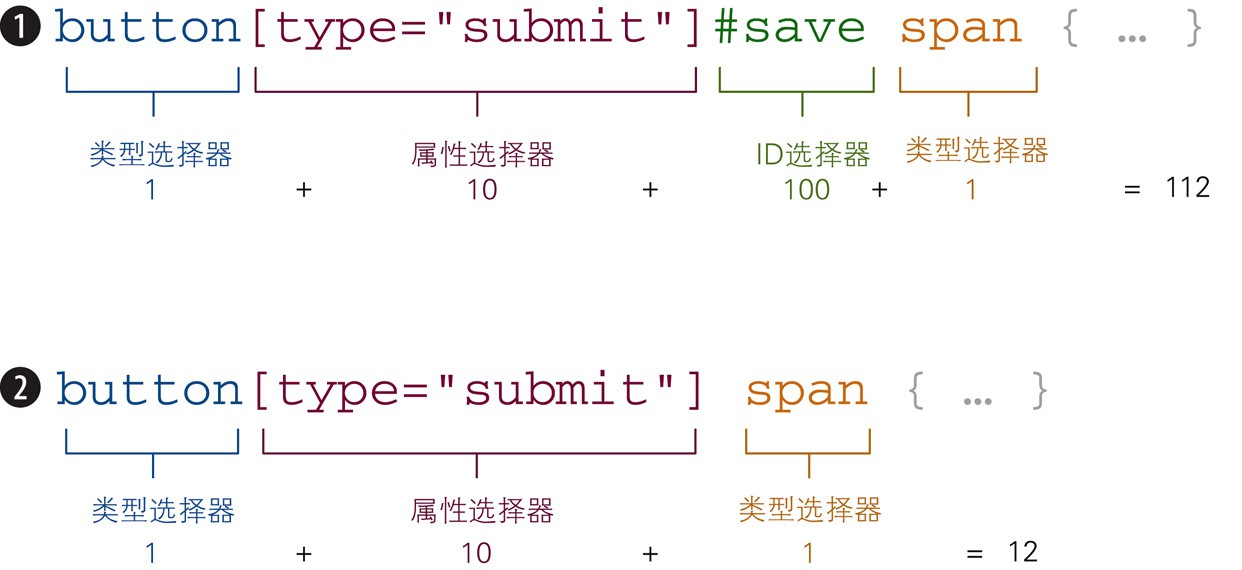 ❶ button[type="submit"]#save span { … }
类型选择器 属性选择器 ID选择器 类型选择器
1 + 10 + 100 + 1 = 112
❷ button[type="submit"] span { … }
类型选择器 属性选择器 类型选择器
1 + 10 + 1 = 12